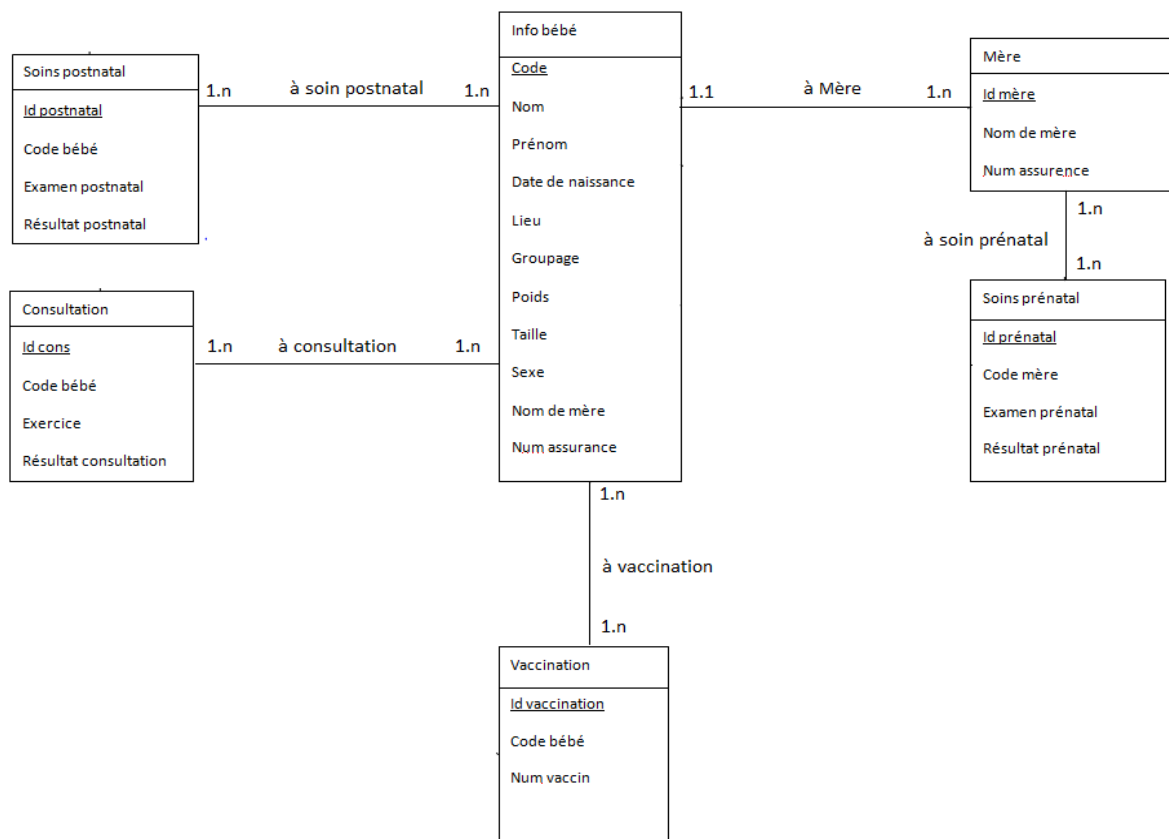 Soins postnatal
Id postnatal
Code bébé
Examen postnatal
Résultat postnatal
1.n
à soin postnatal
1.n
Info bébé
Code
Nom
Prénom
Date de naissance
Lieu
Groupage
Poids
Taille
Sexe
Nom de mère
Num assurance
1.1
à Mère
1.n
Mère
Id mère
Nom de mère
Num assurence
1.n
à soin prénatal
1.n
Soins prénatal
Id prénatal
Code mère
Examen prénatal
Résultat prénatal
Consultation
Id cons
Code bébé
Exercice
Résultat consultation
1.n
à consultation
1.n
1.n
à vaccination
1.n
Vaccination
Id vaccination
Code bébé
Num vaccin